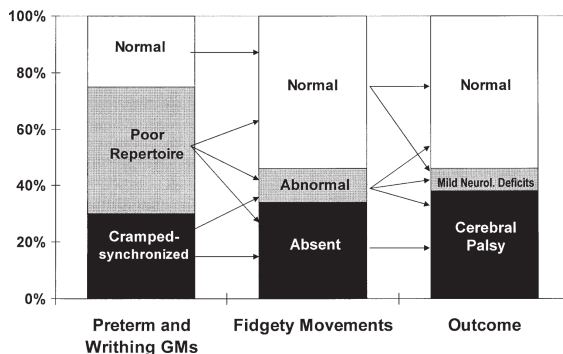 100%
80%
60%
40%
20%
0%
Normal
Poor
Repertoire
Cramped-
synchronized
Normal
Abnormal
Absent
Normal
Mild Neurol. Deficits
Cerebral
Palsy
Preterm and
Writhing GMs
Fidgety Movements
Outcome